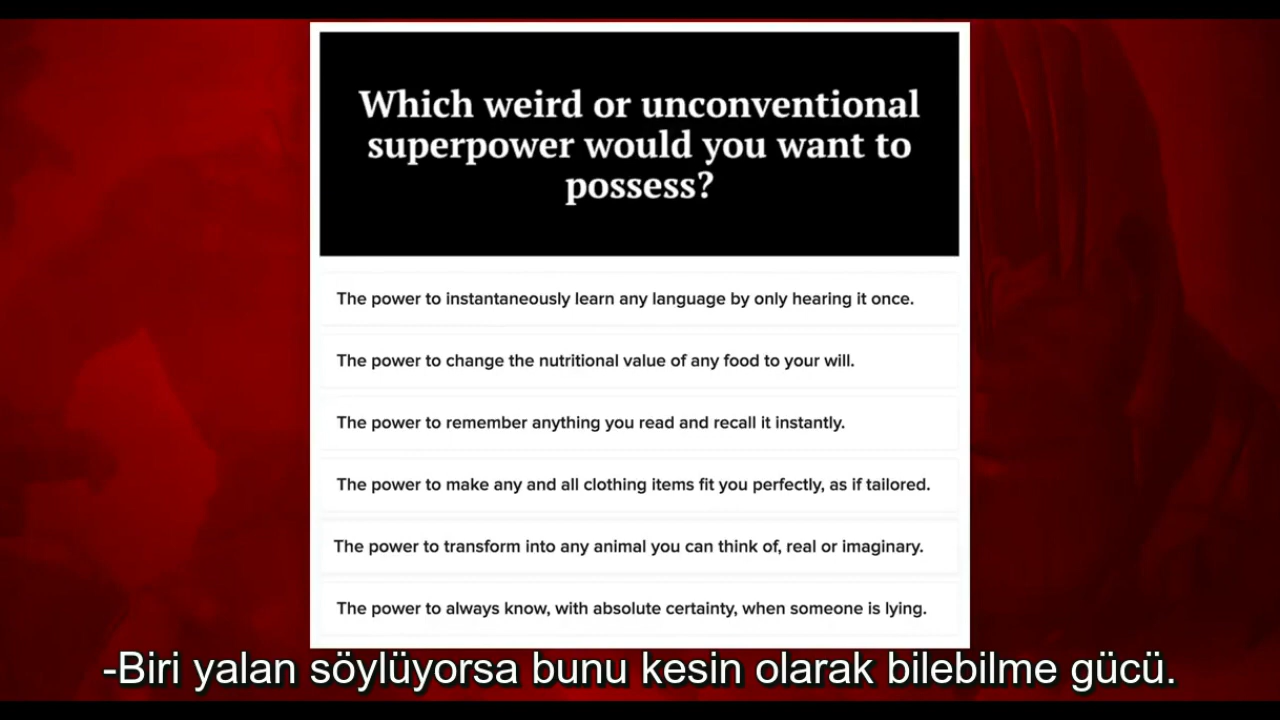 Which weird or unconventional
superpower would you want to
possess?
The power to instantaneously learn any language by only hearing it once.
The power to change the nutritional value of any food to your will.
The power to remember anything you read and recall it instantly.
The power to make any and all clothing items fit you perfectly, as if tailored.
The power to transform into any animal you can think of, real or imaginary.
The power to always know, with absolute certainty, when someone is lying.
-Biri yalan söylüyorsa bunu kesin olarak bilebilme gücü.